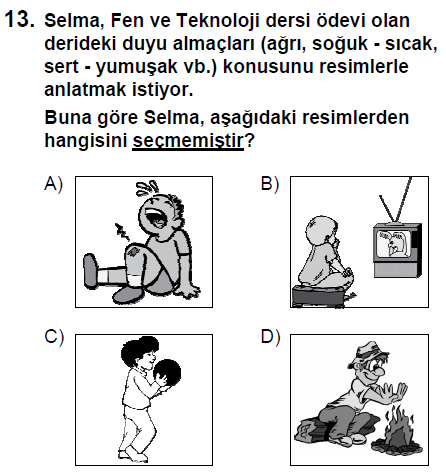 13. Selma, Fen ve Teknoloji dersi ödevi olan
derideki duyu almaçları (ağrı, soğuk - sıcak,
sert - yumuşak vb.) konusunu resimlerle
anlatmak istiyor.
Buna göre Selma, aşağıdaki resimlerden
hangisini seçmemiştir?
A)
B)
C)
D)